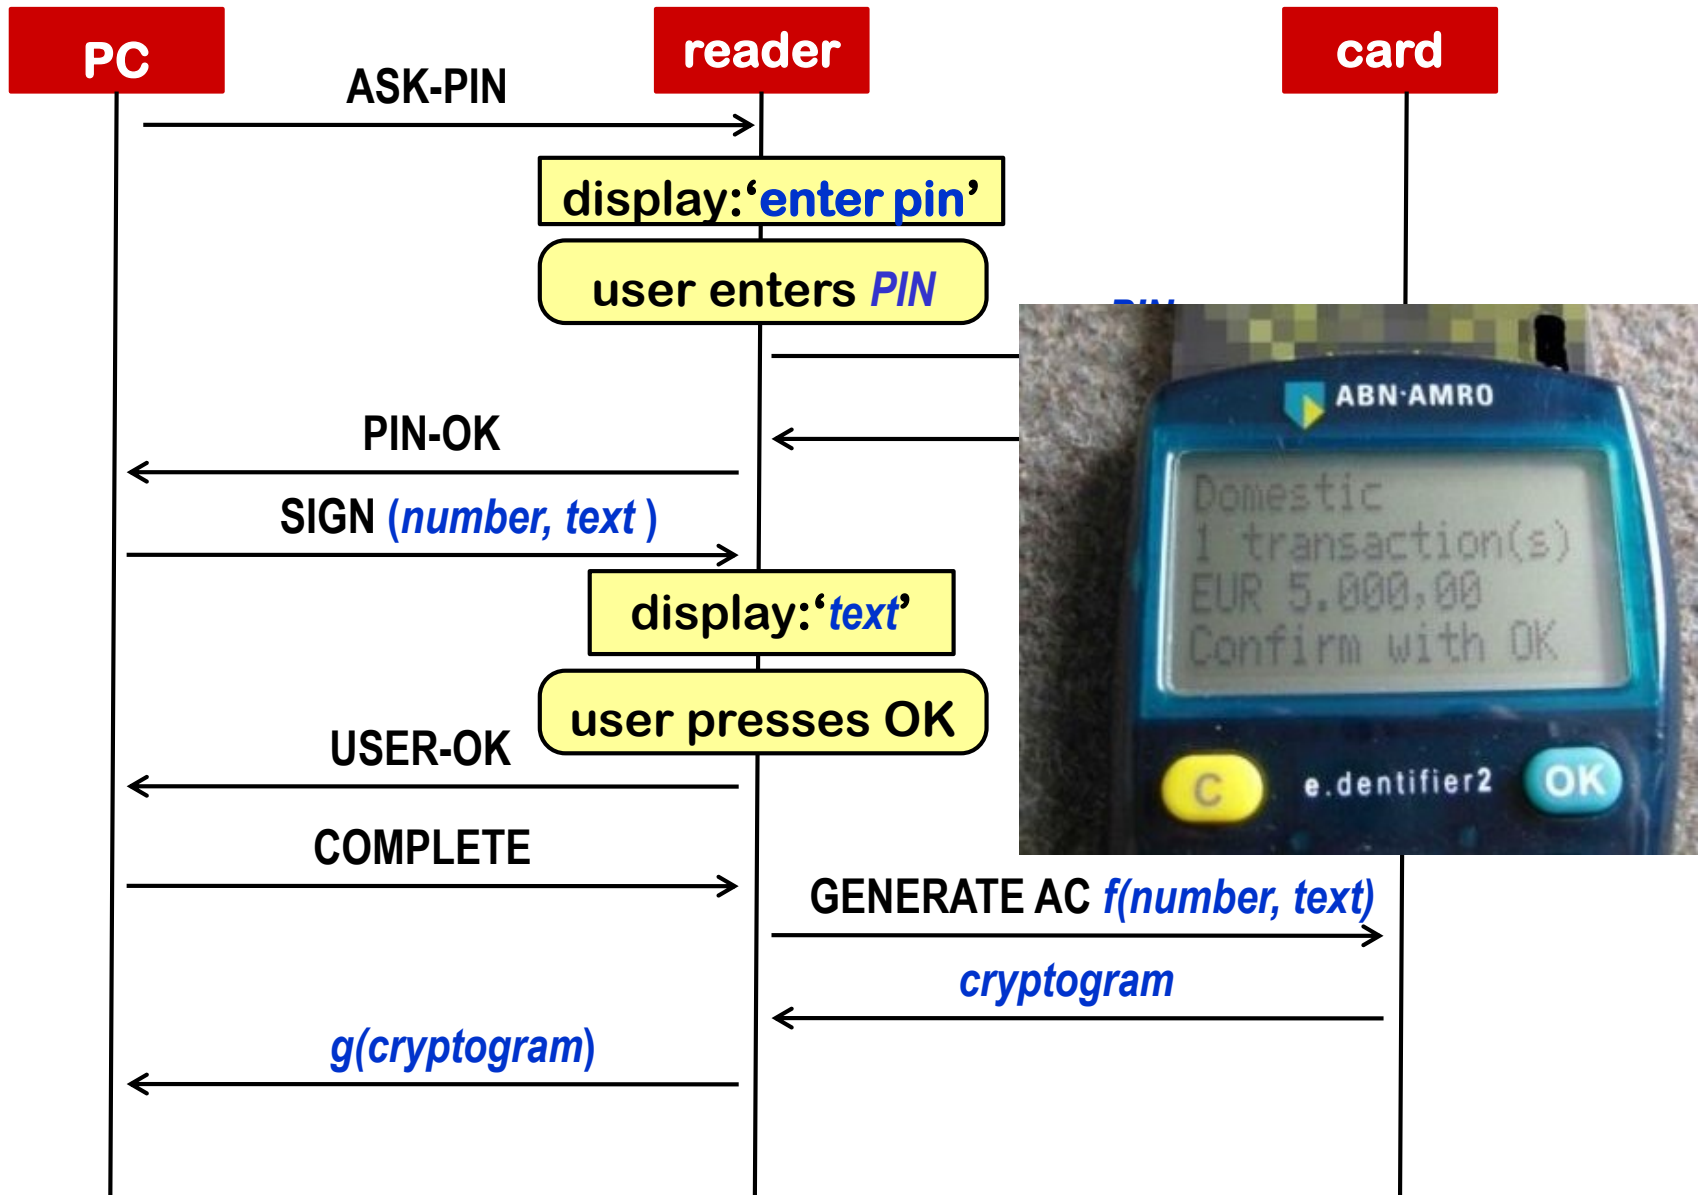 PC
reader
card
ASK-PIN
display:‘enter pin’
user enters PIN
PIN
PIN-OK
SIGN (number, text )
display:‘text’
user presses OK
USER-OK
COMPLETE
GENERATE AC f(number, text)
cryptogram
g(cryptogram)
ABN·AMRO
Domestic
1 transaction(s)
EUR 5.000,00
Confirm with OK
C
e.dentifier2
OK